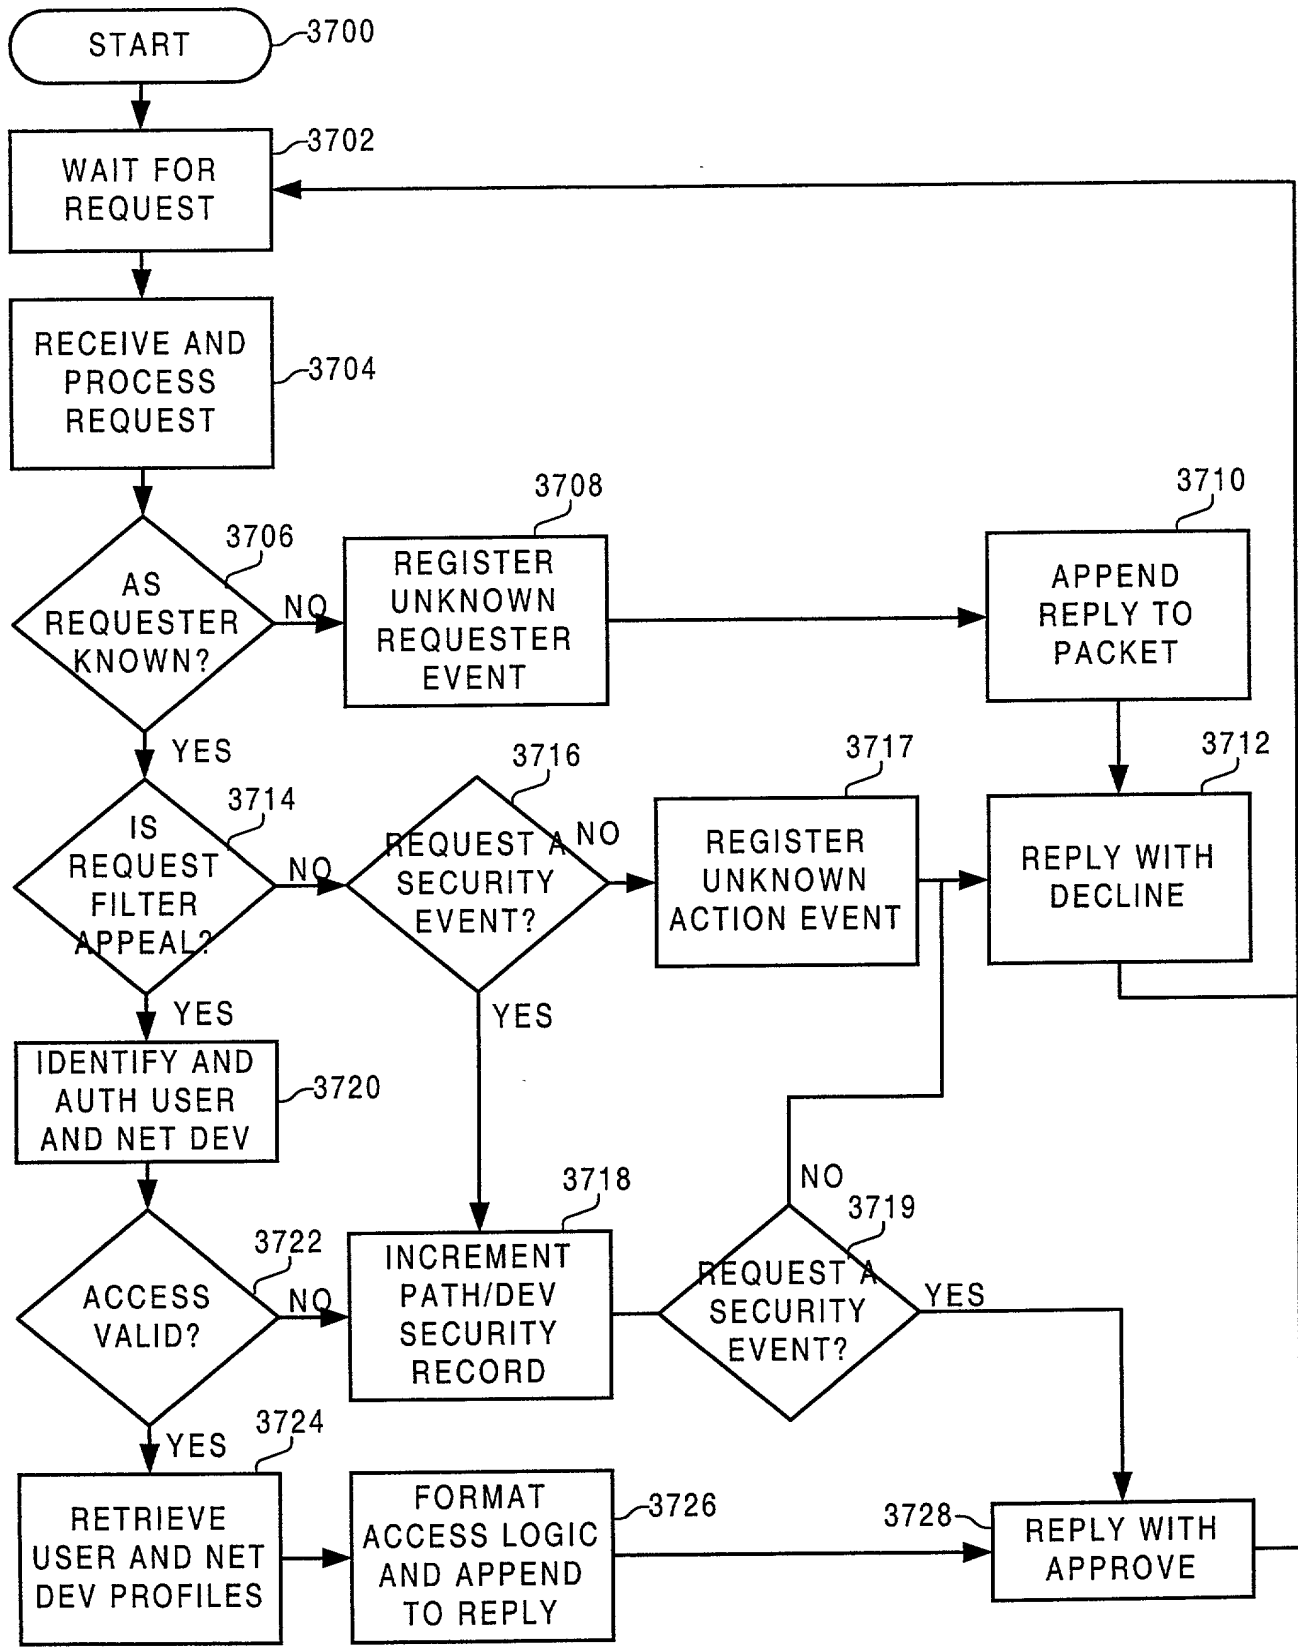 START
3700
WAIT FOR
REQUEST
3702
RECEIVE AND
PROCESS
REQUEST
3704
AS
REQUESTER
KNOWN?
3706
NO
REGISTER
UNKNOWN
REQUESTER
EVENT
3708
APPEND
REPLY TO
PACKET
3710
YES
IS
REQUEST
FILTER
APPEAL?
3714
NO
REQUEST A
SECURITY
EVENT?
3716
NO
REGISTER
UNKNOWN
ACTION EVENT
3717
REPLY WITH
DECLINE
3712
YES
YES
IDENTIFY AND
AUTH USER
AND NET DEV
3720
ACCESS
VALID?
3722
NO
INCREMENT
PATH/DEV
SECURITY
RECORD
3718
REQUEST A
SECURITY
EVENT?
3719
NO
YES
YES
RETRIEVE
USER AND NET
DEV PROFILES
3724
FORMAT
ACCESS LOGIC
AND APPEND
TO REPLY
3726
REPLY WITH
APPROVE
3728